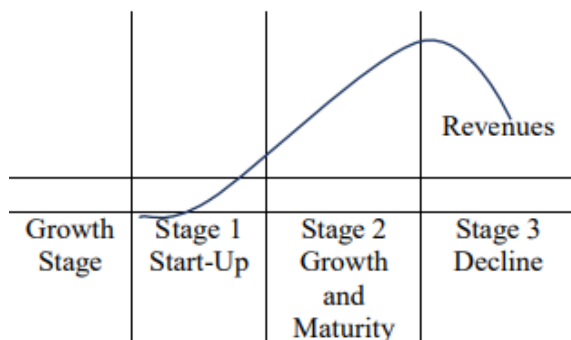 Revenues
Growth Stage
Stage 1 Start-Up
Stage 2 Growth and Maturity
Stage 3 Decline